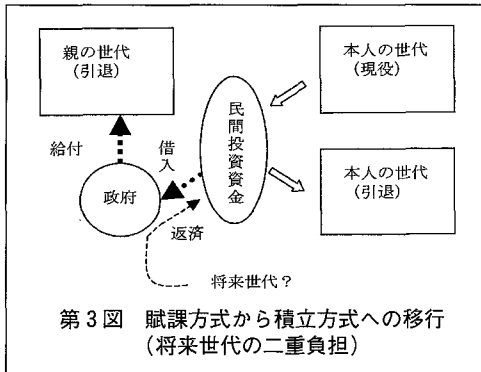 親の世代
(引退)
本人の世代
(現役)
民間投資資金
給付
借入
政府
返済
本人の世代
(引退)
将来世代？
第３図 賦課方式から積立方式への移行
(将来世代の二重負担)